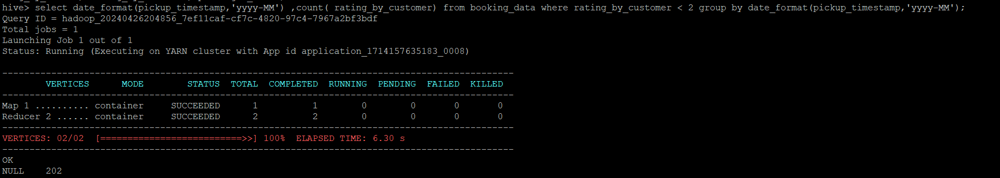 hive> select date_format(pickup_timestamp,'yyyy-MM') ,count( rating_by_customer) from booking_data where rating_by_customer < 2 group by date_format(pickup_timestamp,'yyyy-MM');
Query ID = hadoop_20240426204856_7ef11caf-cf7c-4820-97c4-7967a2bf3bdf
Total jobs = 1
Launching Job 1 out of 1
Status: Running (Executing on YARN cluster with App id application_1714157635183_0008)
----------------------------------------------------------------------------------------------
        VERTICES      MODE        STATUS  TOTAL  COMPLETED  RUNNING  PENDING  FAILED  KILLED
----------------------------------------------------------------------------------------------
Map 1 .......... container     SUCCEEDED      1          1        0        0       0       0
Reducer 2 ...... container     SUCCEEDED      2          2        0        0       0       0
----------------------------------------------------------------------------------------------
VERTICES: 02/02  [==========================>>] 100%  ELAPSED TIME: 6.30 s
----------------------------------------------------------------------------------------------
OK
NULL    202